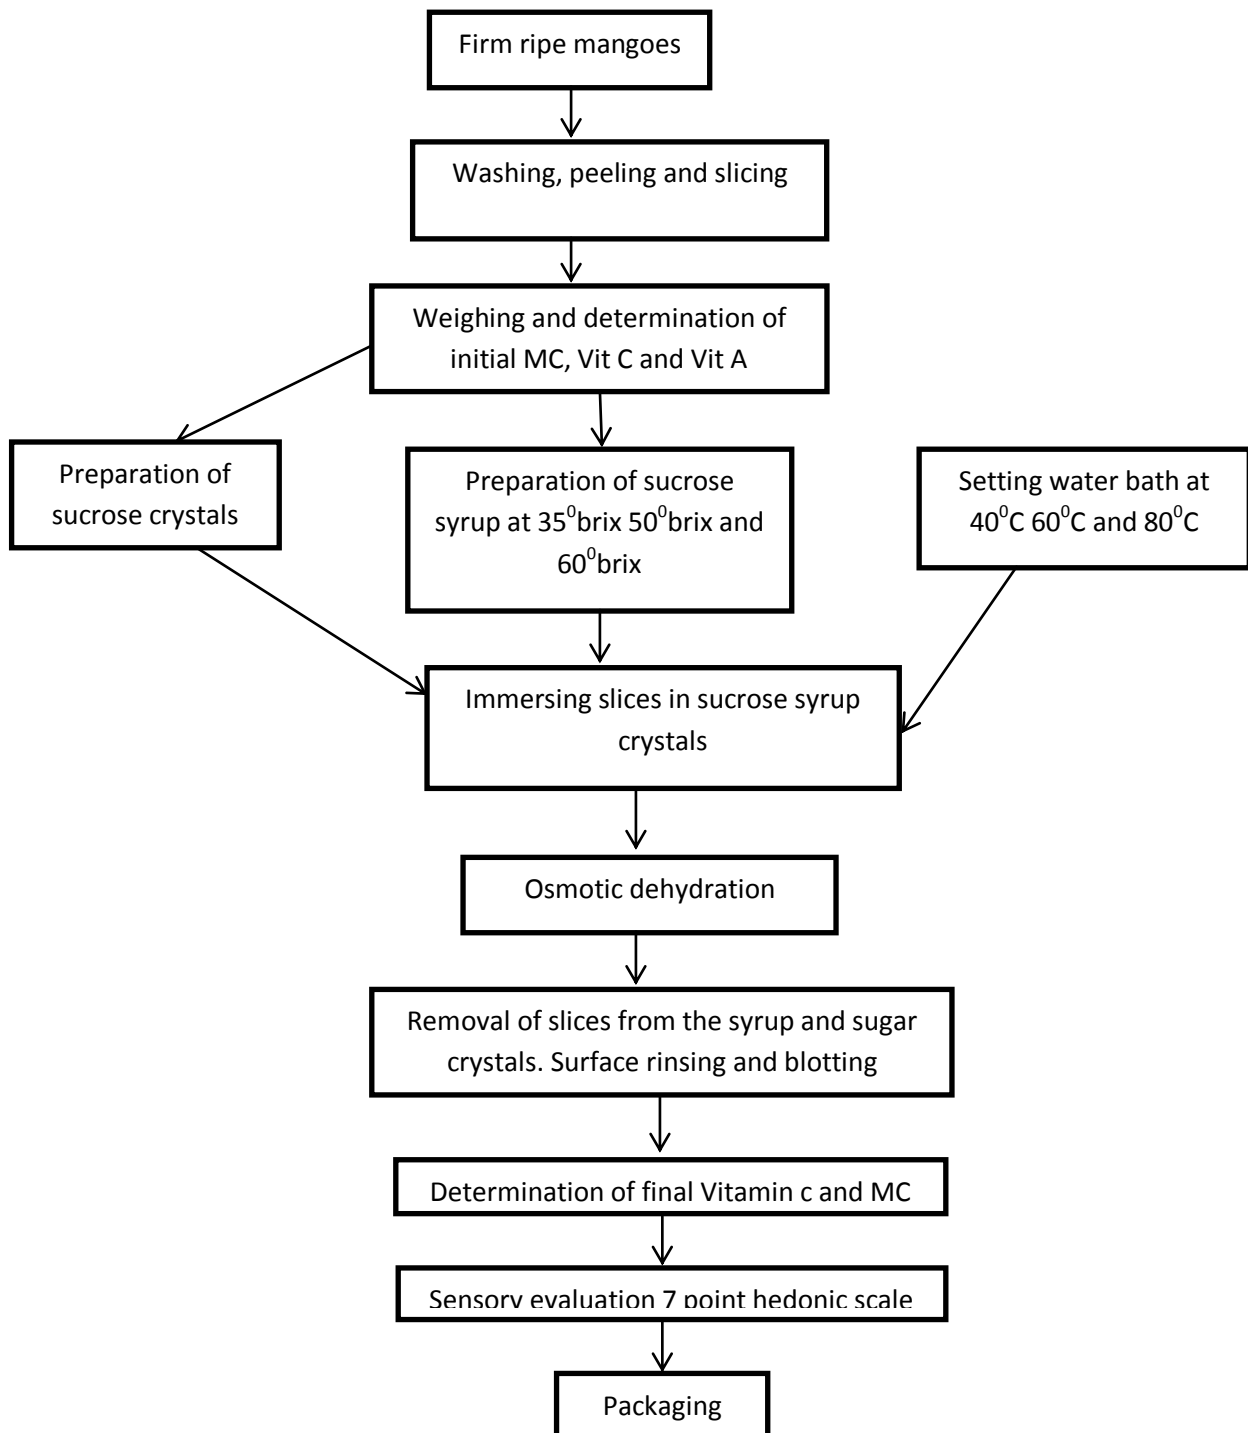 Firm ripe mangoes
Washing, peeling and slicing
Weighing and determination of
initial MC, Vit C and Vit A
Preparation of
sucrose crystals
Preparation of sucrose
syrup at 35⁰brix 50⁰brix and
60⁰brix
Setting water bath at
40⁰C 60⁰C and 80⁰C
Immersing slices in sucrose syrup
crystals
Osmotic dehydration
Removal of slices from the syrup and sugar
crystals. Surface rinsing and blotting
Determination of final Vitamin c and MC
Sensory evaluation 7 point hedonic scale
Packaging